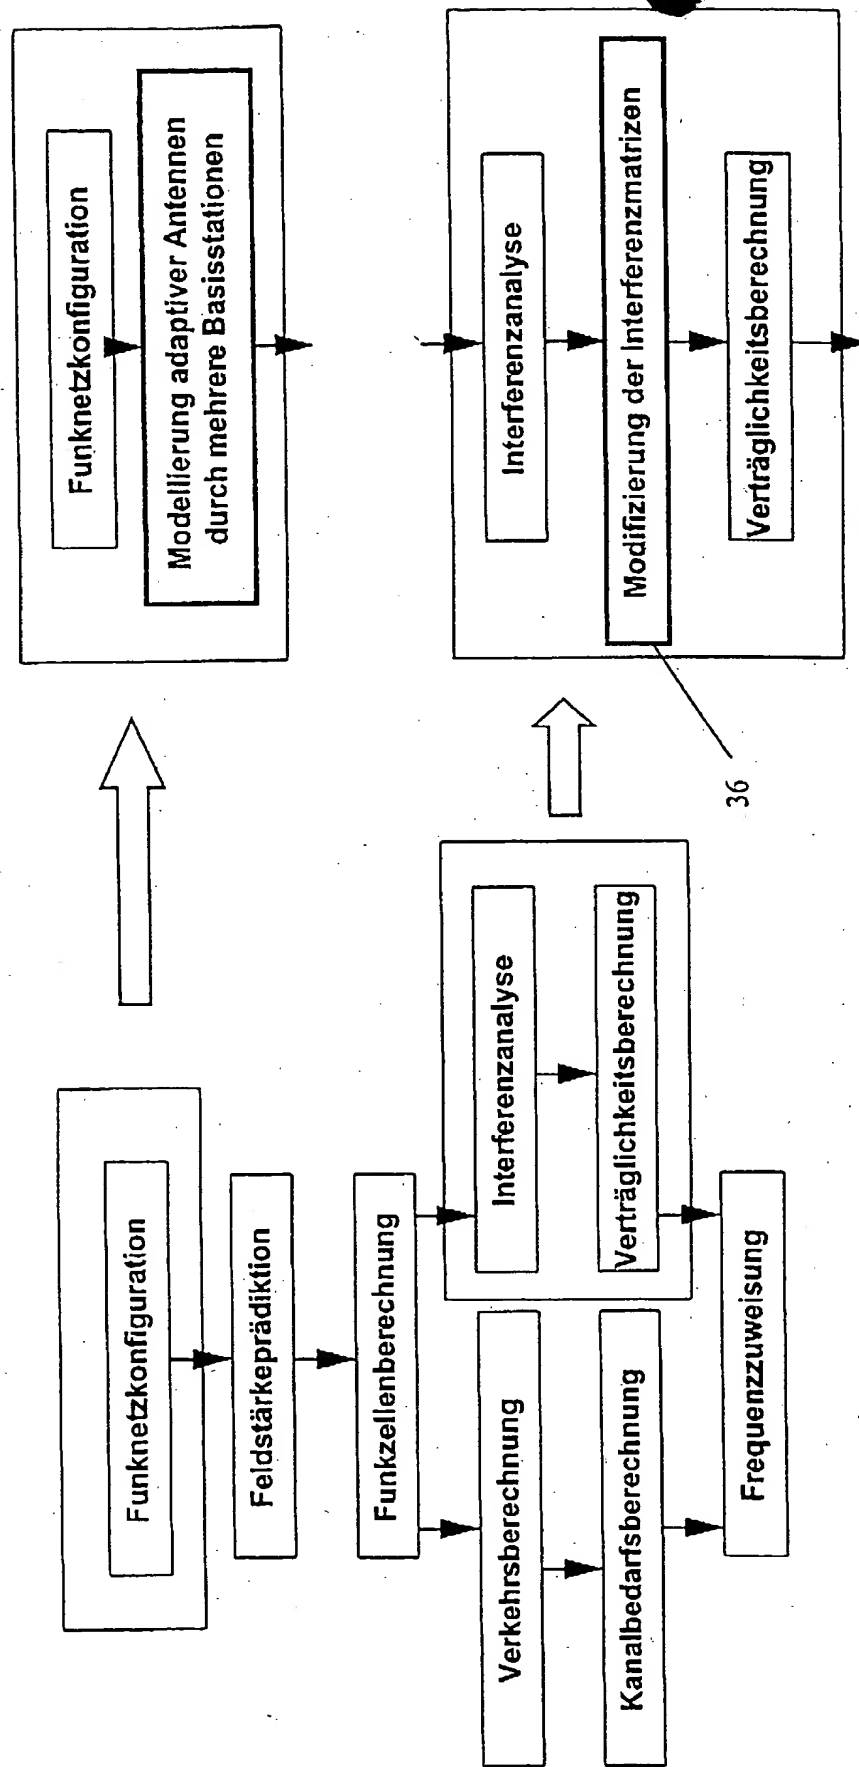 Funknetzkonfiguration
Feldstärkeprädiktion
Funkzellenberechnung
Verkehrsberechnung
Kanalbedarfsberechnung
Interferenzanalyse
Verträglichkeitsberechnung
Frequenzzuweisung
Funknetzkonfiguration
Modellierung adaptiver Antennen
durch mehrere Basisstationen
Interferenzanalyse
Modifizierung der Interferenzmatrizen
Verträglichkeitsberechnung
36